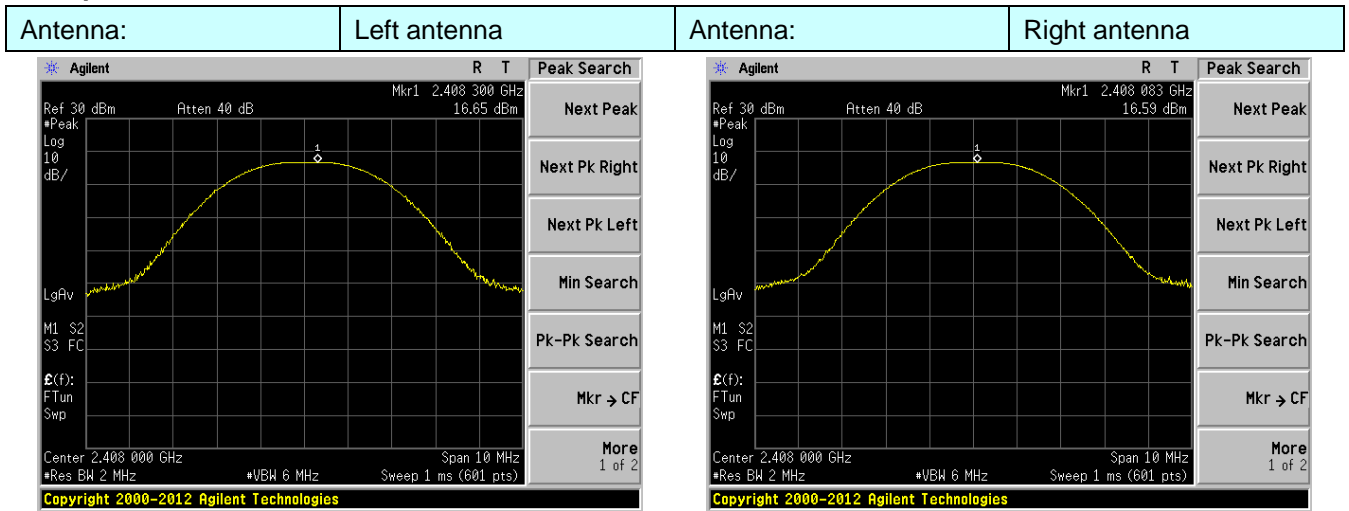 Antenna: Left antenna Antenna: Right antenna
Agilent R T Peak Search
Mkr1 2.408 300 GHz
Ref 30 dBm Atten 40 dB 16.65 dBm
#Peak
Log
10
dB/
1
LgAv
M1 S2
S3 FC
£(f):
FTun
Swp
Center 2.408 000 GHz Span 10 MHz
#Res BW 2 MHz #VBW 6 MHz Sweep 1 ms (601 pts)
Copyright 2000-2012 Agilent Technologies
Next Peak
Next Pk Right
Next Pk Left
Min Search
Pk-Pk Search
Mkr → CF
More
1 of 2
Agilent R T Peak Search
Mkr1 2.408 083 GHz
Ref 30 dBm Atten 40 dB 16.59 dBm
#Peak
Log
10
dB/
1
LgAv
M1 S2
S3 FC
£(f):
FTun
Swp
Center 2.408 000 GHz Span 10 MHz
#Res BW 2 MHz #VBW 6 MHz Sweep 1 ms (601 pts)
Copyright 2000-2012 Agilent Technologies
Next Peak
Next Pk Right
Next Pk Left
Min Search
Pk-Pk Search
Mkr → CF
More
1 of 2